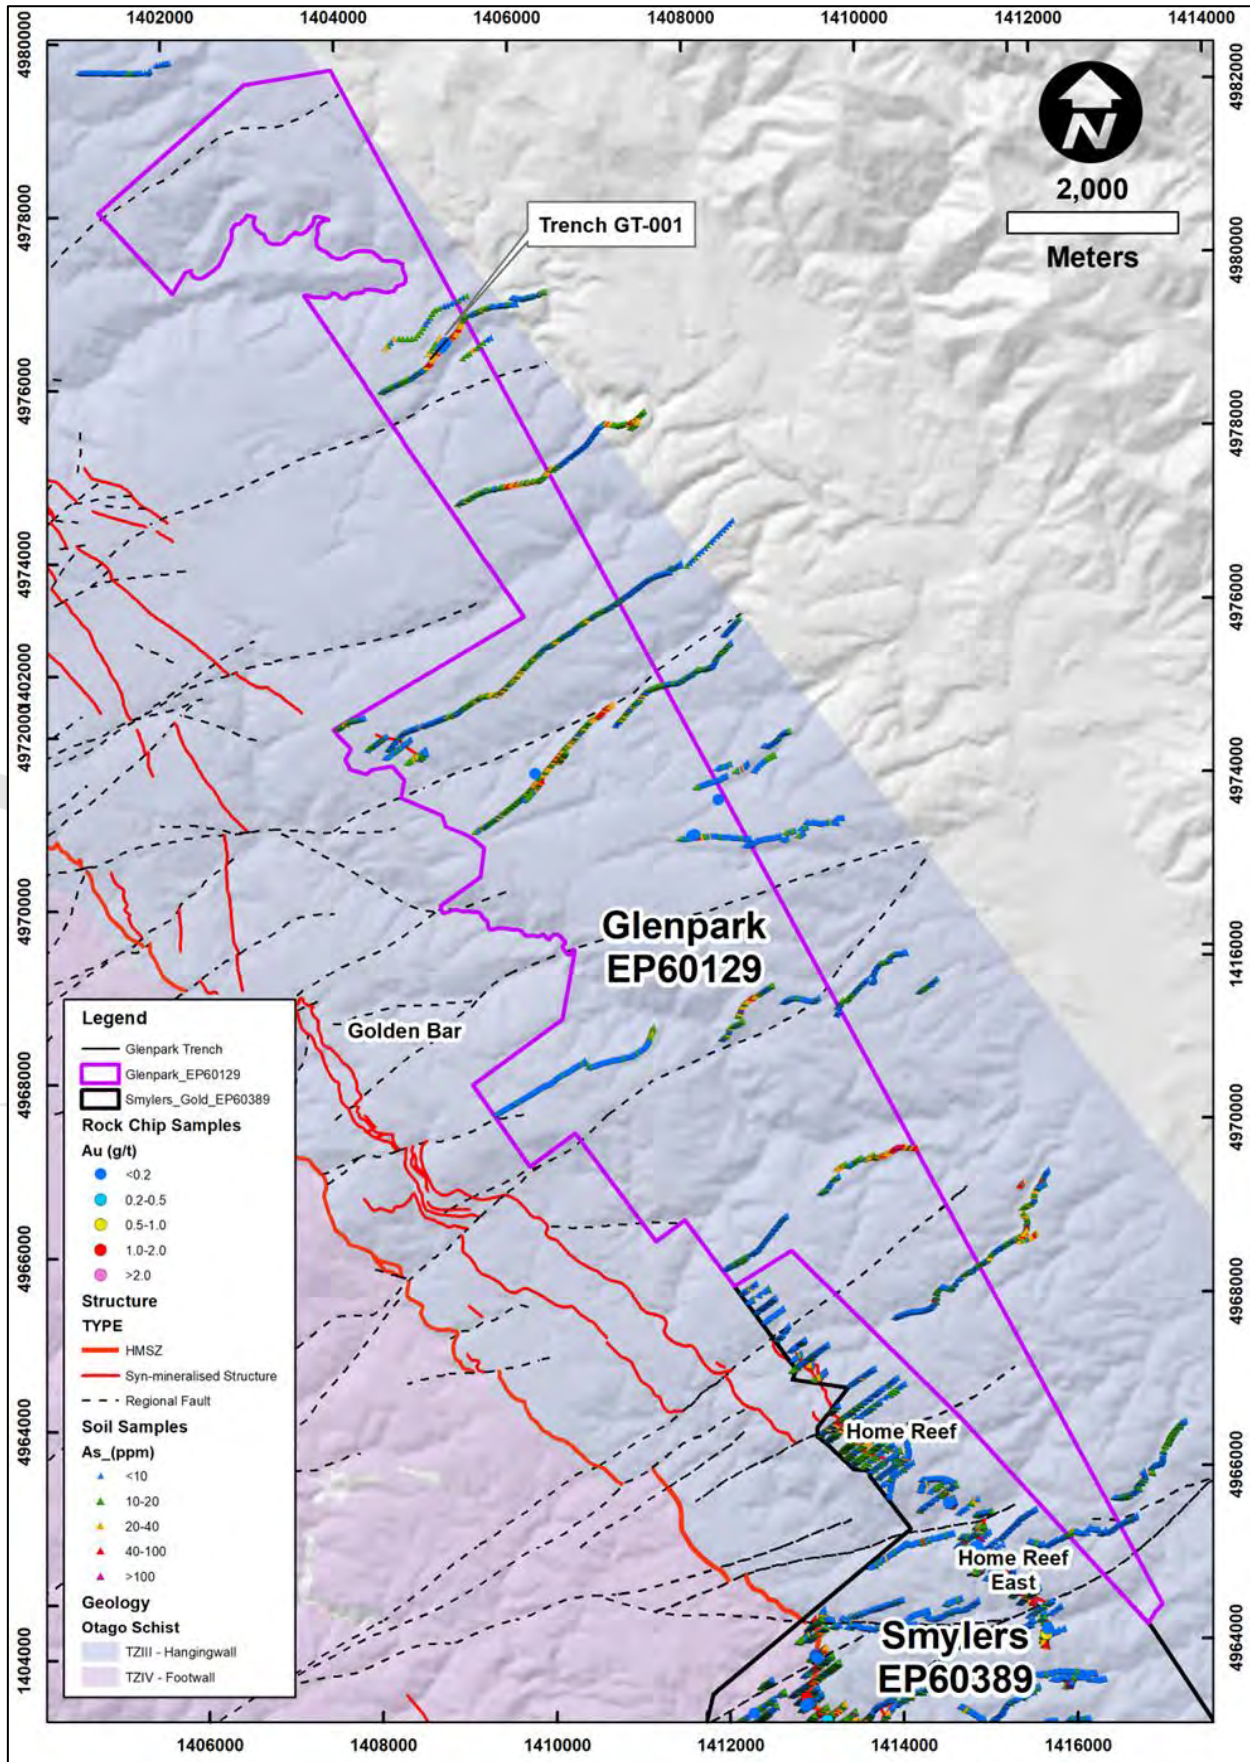 1402000
1404000
1406000
1408000
1410000
1412000
1414000
4980000
4982000
N
2,000
Meters
4978000
Trench GT-001
4980000
4976000
4978000
4974000
4976000
1402000
4972000
4974000
4970000
Glenpark
EP60129
1416000
Golden Bar
4968000
4970000
4966000
4968000
4964000
Home Reef
4966000
Home Reef
East
Smylers
EP60389
4964000
1404000
Legend
Glenpark Trench
Glenpark_EP60129
Smylers_Gold_EP60389
Rock Chip Samples
Au (g/t)
<0.2
0.2-0.5
0.5-1.0
1.0-2.0
>2.0
Structure
TYPE
HMSZ
Syn-mineralised Structure
Regional Fault
Soil Samples
As_(ppm)
<10
10-20
20-40
40-100
>100
Geology
Otago Schist
TZIII - Hangingwall
TZIV - Footwall
1406000
1408000
1410000
1412000
1414000
1416000